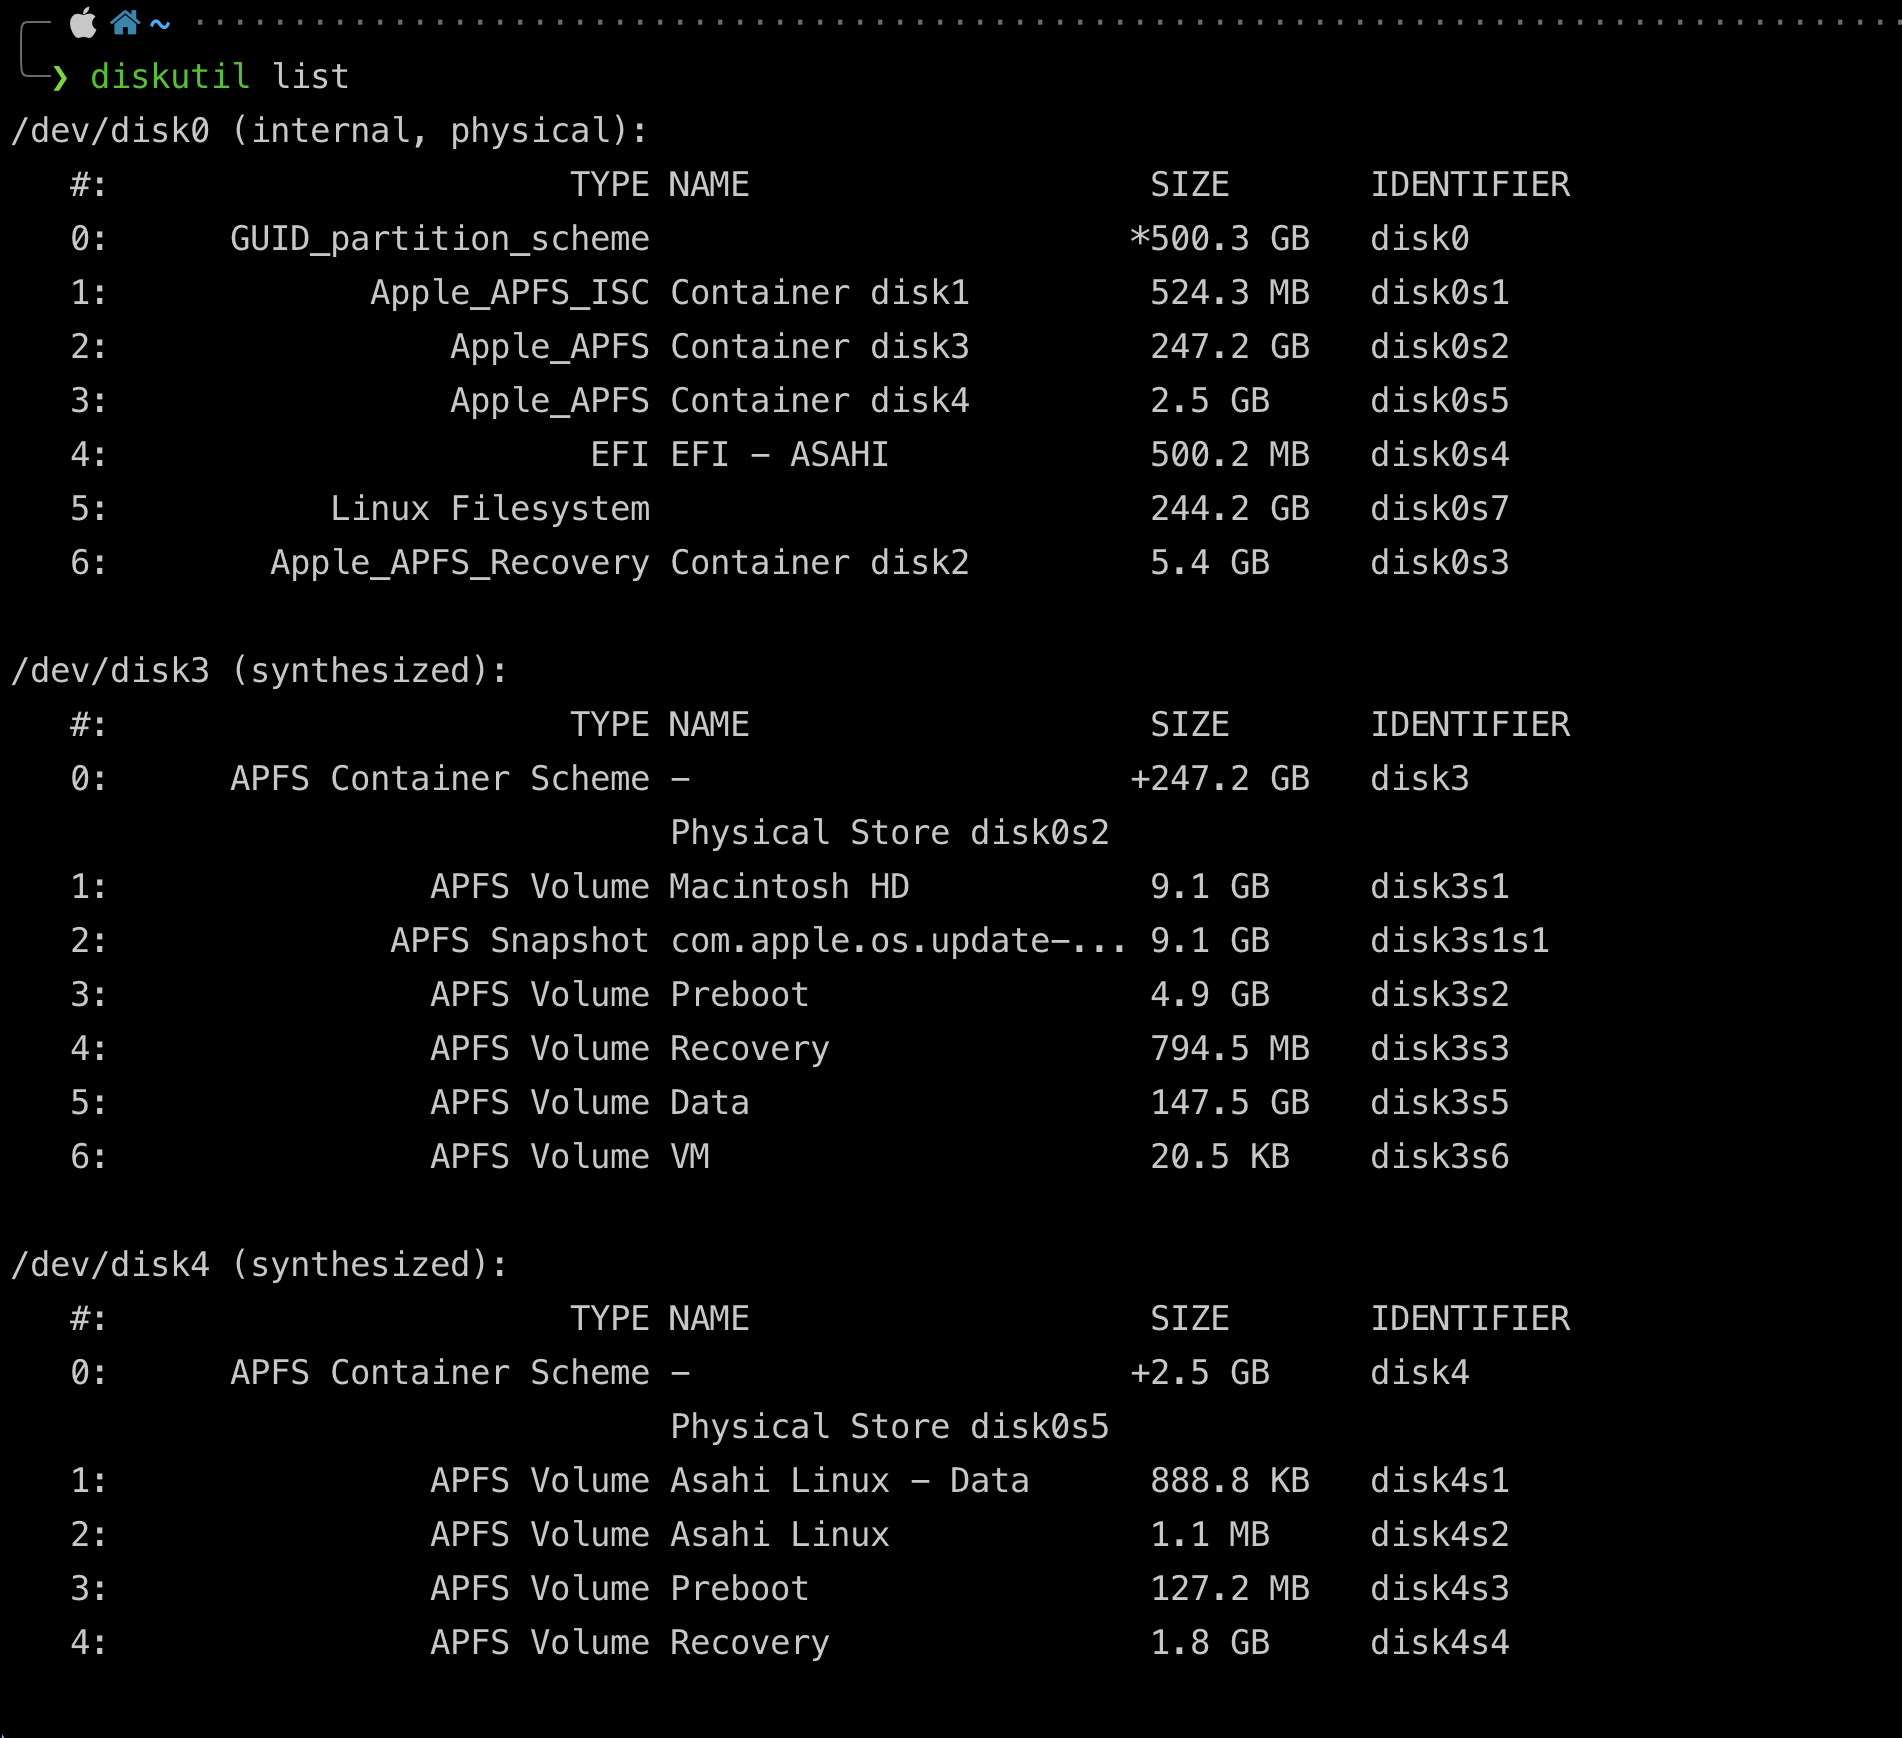 ~
❯ diskutil list
/dev/disk0 (internal, physical):
   #:                       TYPE NAME                    SIZE       IDENTIFIER
   0:      GUID_partition_scheme                        *500.3 GB   disk0
   1:             Apple_APFS_ISC Container disk1         524.3 MB   disk0s1
   2:                 Apple_APFS Container disk3         247.2 GB   disk0s2
   3:                 Apple_APFS Container disk4         2.5 GB     disk0s5
   4:                        EFI EFI - ASAHI             500.2 MB   disk0s4
   5:           Linux Filesystem                         244.2 GB   disk0s7
   6:        Apple_APFS_Recovery Container disk2         5.4 GB     disk0s3

/dev/disk3 (synthesized):
   #:                       TYPE NAME                    SIZE       IDENTIFIER
   0:      APFS Container Scheme -                      +247.2 GB   disk3
                                 Physical Store disk0s2
   1:                APFS Volume Macintosh HD            9.1 GB     disk3s1
   2:              APFS Snapshot com.apple.os.update-... 9.1 GB     disk3s1s1
   3:                APFS Volume Preboot                 4.9 GB     disk3s2
   4:                APFS Volume Recovery                794.5 MB   disk3s3
   5:                APFS Volume Data                    147.5 GB   disk3s5
   6:                APFS Volume VM                      20.5 KB    disk3s6

/dev/disk4 (synthesized):
   #:                       TYPE NAME                    SIZE       IDENTIFIER
   0:      APFS Container Scheme -                      +2.5 GB     disk4
                                 Physical Store disk0s5
   1:                APFS Volume Asahi Linux - Data      888.8 KB   disk4s1
   2:                APFS Volume Asahi Linux             1.1 MB     disk4s2
   3:                APFS Volume Preboot                 127.2 MB   disk4s3
   4:                APFS Volume Recovery                1.8 GB     disk4s4